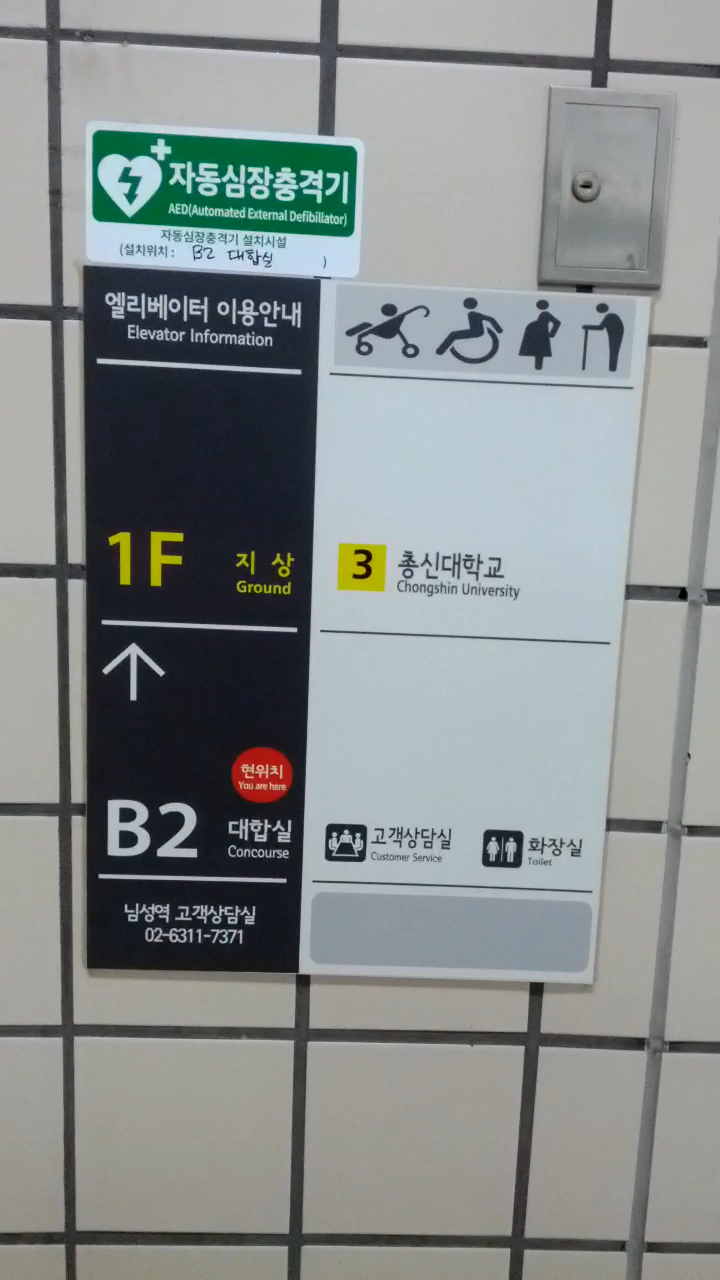 자동심장충격기
AED(Automated External Defibillator)
자동심장충격기 설치시설
(설치위치 : B2 대합실 )
엘리베이터 이용안내
Elevator Information
1F 지 상
Ground
3 총신대학교
Chongshin University
현위치
You are here
B2 대합실
Concourse
고객상담실
Customer Service
화장실
Toilet
님성역 고객상담실
02-6311-7371